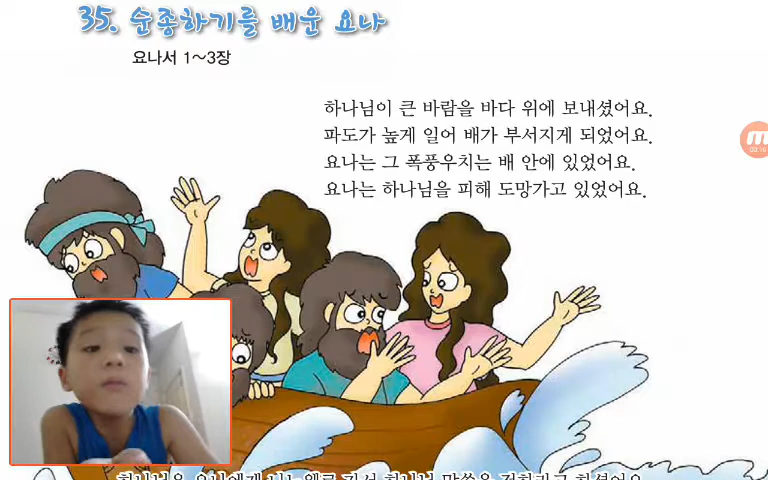 35. 순종하기를 배운 요나
요나서 1~3장
하나님이 큰 바람을 바다 위에 보내셨어요.
파도가 높게 일어 배가 부서지게 되었어요.
요나는 그 폭풍우치는 배 안에 있었어요.
요나는 하나님을 피해 도망가고 있었어요.